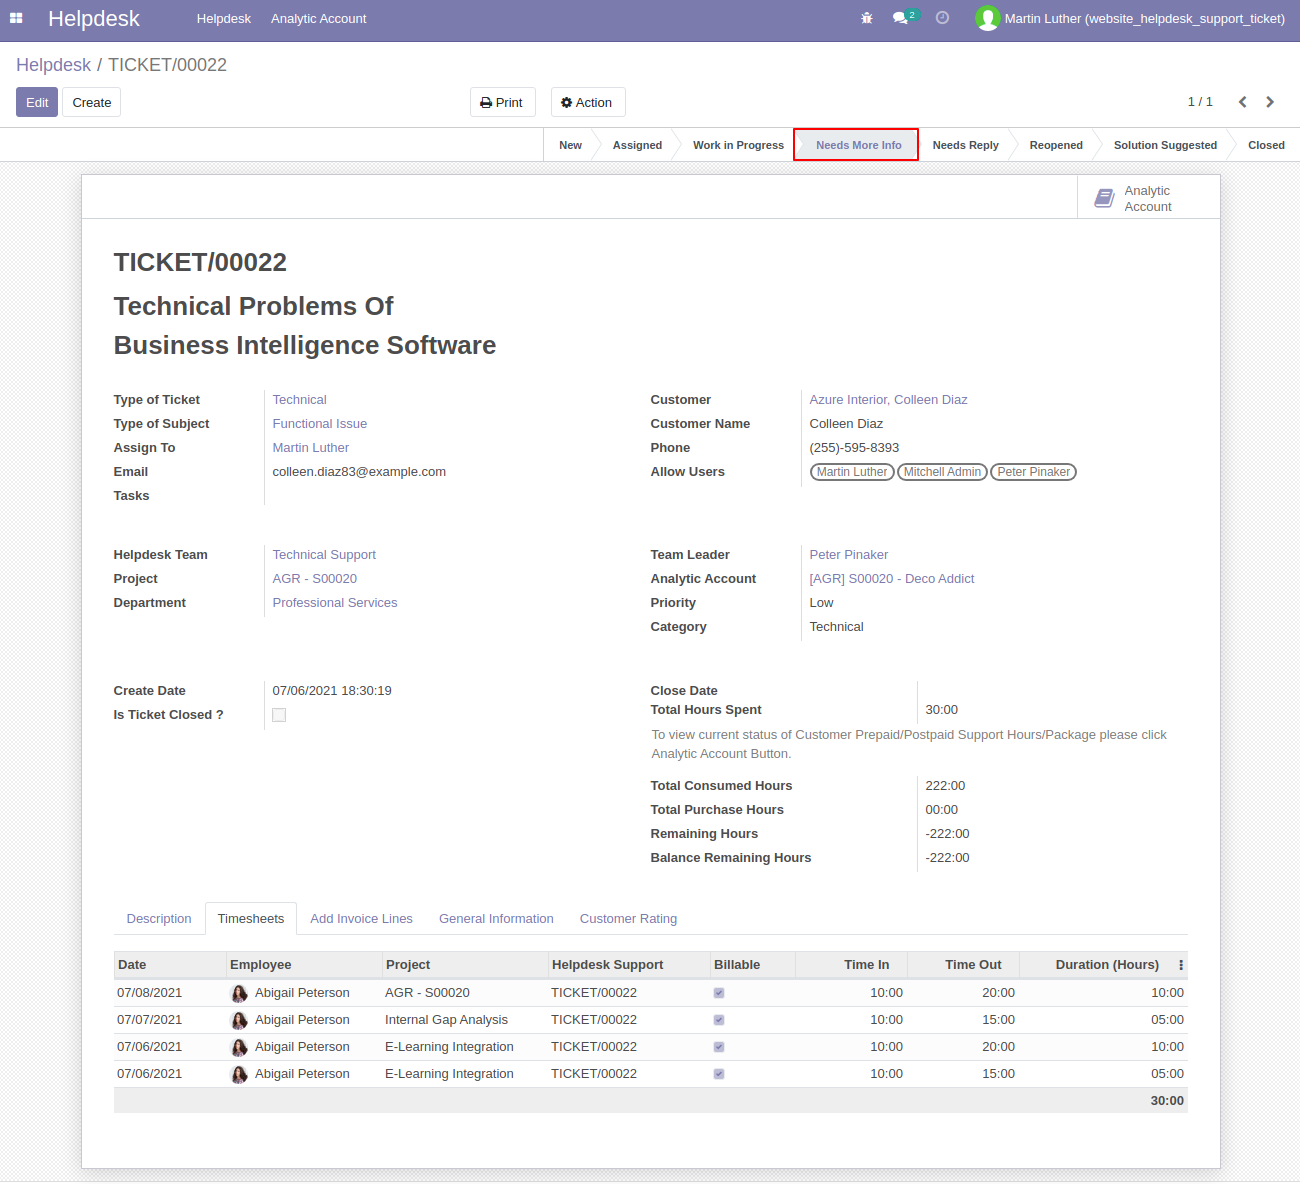 Helpdesk Helpdesk Analytic Account 2 Martin Luther (website_helpdesk_support_ticket)
Helpdesk / TICKET/00022
Edit Create Print Action 1 / 1
New Assigned Work in Progress Needs More Info Needs Reply Reopened Solution Suggested Closed
Analytic
Account
TICKET/00022
Technical Problems Of
Business Intelligence Software
Type of Ticket Technical Customer Azure Interior, Colleen Diaz
Type of Subject Functional Issue Customer Name Colleen Diaz
Assign To Martin Luther Phone (255)-595-8393
Email colleen.diaz83@example.com Allow Users Martin Luther Mitchell Admin Peter Pinaker
Tasks
Helpdesk Team Technical Support Team Leader Peter Pinaker
Project AGR - S00020 Analytic Account [AGR] S00020 - Deco Addict
Department Professional Services Priority Low
Category Technical
Create Date 07/06/2021 18:30:19 Close Date
Total Hours Spent 30:00
Is Ticket Closed ?
To view current status of Customer Prepaid/Postpaid Support Hours/Package please click
Analytic Account Button.
Total Consumed Hours 222:00
Total Purchase Hours 00:00
Remaining Hours -222:00
Balance Remaining Hours -222:00
Description Timesheets Add Invoice Lines General Information Customer Rating
Date Employee Project Helpdesk Support Billable Time In Time Out Duration (Hours)
07/08/2021 Abigail Peterson AGR - S00020 TICKET/00022 10:00 20:00 10:00
07/07/2021 Abigail Peterson Internal Gap Analysis TICKET/00022 10:00 15:00 05:00
07/06/2021 Abigail Peterson E-Learning Integration TICKET/00022 10:00 20:00 10:00
07/06/2021 Abigail Peterson E-Learning Integration TICKET/00022 10:00 15:00 05:00
30:00